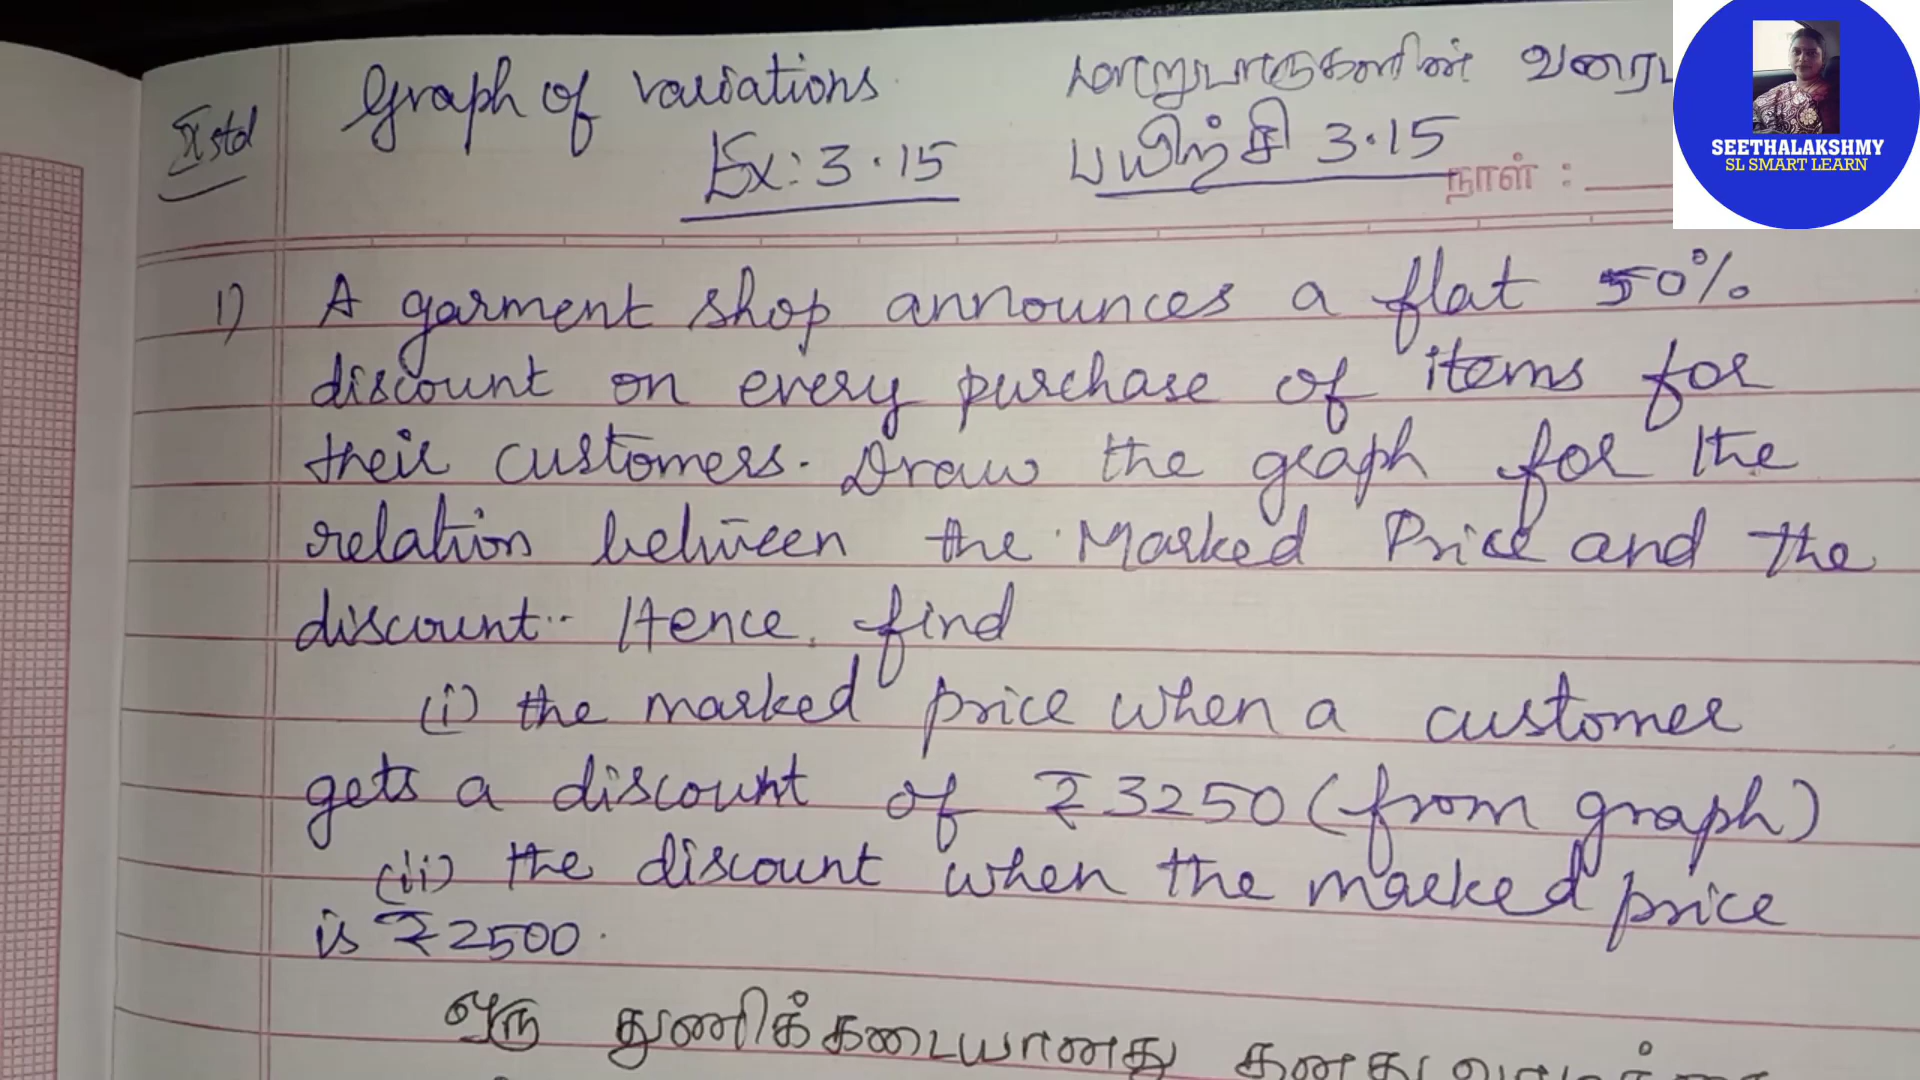 X std
Graph of variations
Ex: 3.15
மாறுபாடுகளின் வரைப
பயிற்சி 3.15
நாள் :
SEETHALAKSHMY
SL SMART LEARN
1) A garment shop announces a flat 50%
discount on every purchase of items for
their customers. Draw the graph for the
relation between the Marked Price and the
discount. Hence find
(i) the marked price when a customer
gets a discount of ₹3250 (from graph)
(ii) the discount when the marked price
is ₹2500.
ஒரு துணிக்கடையானது தனது